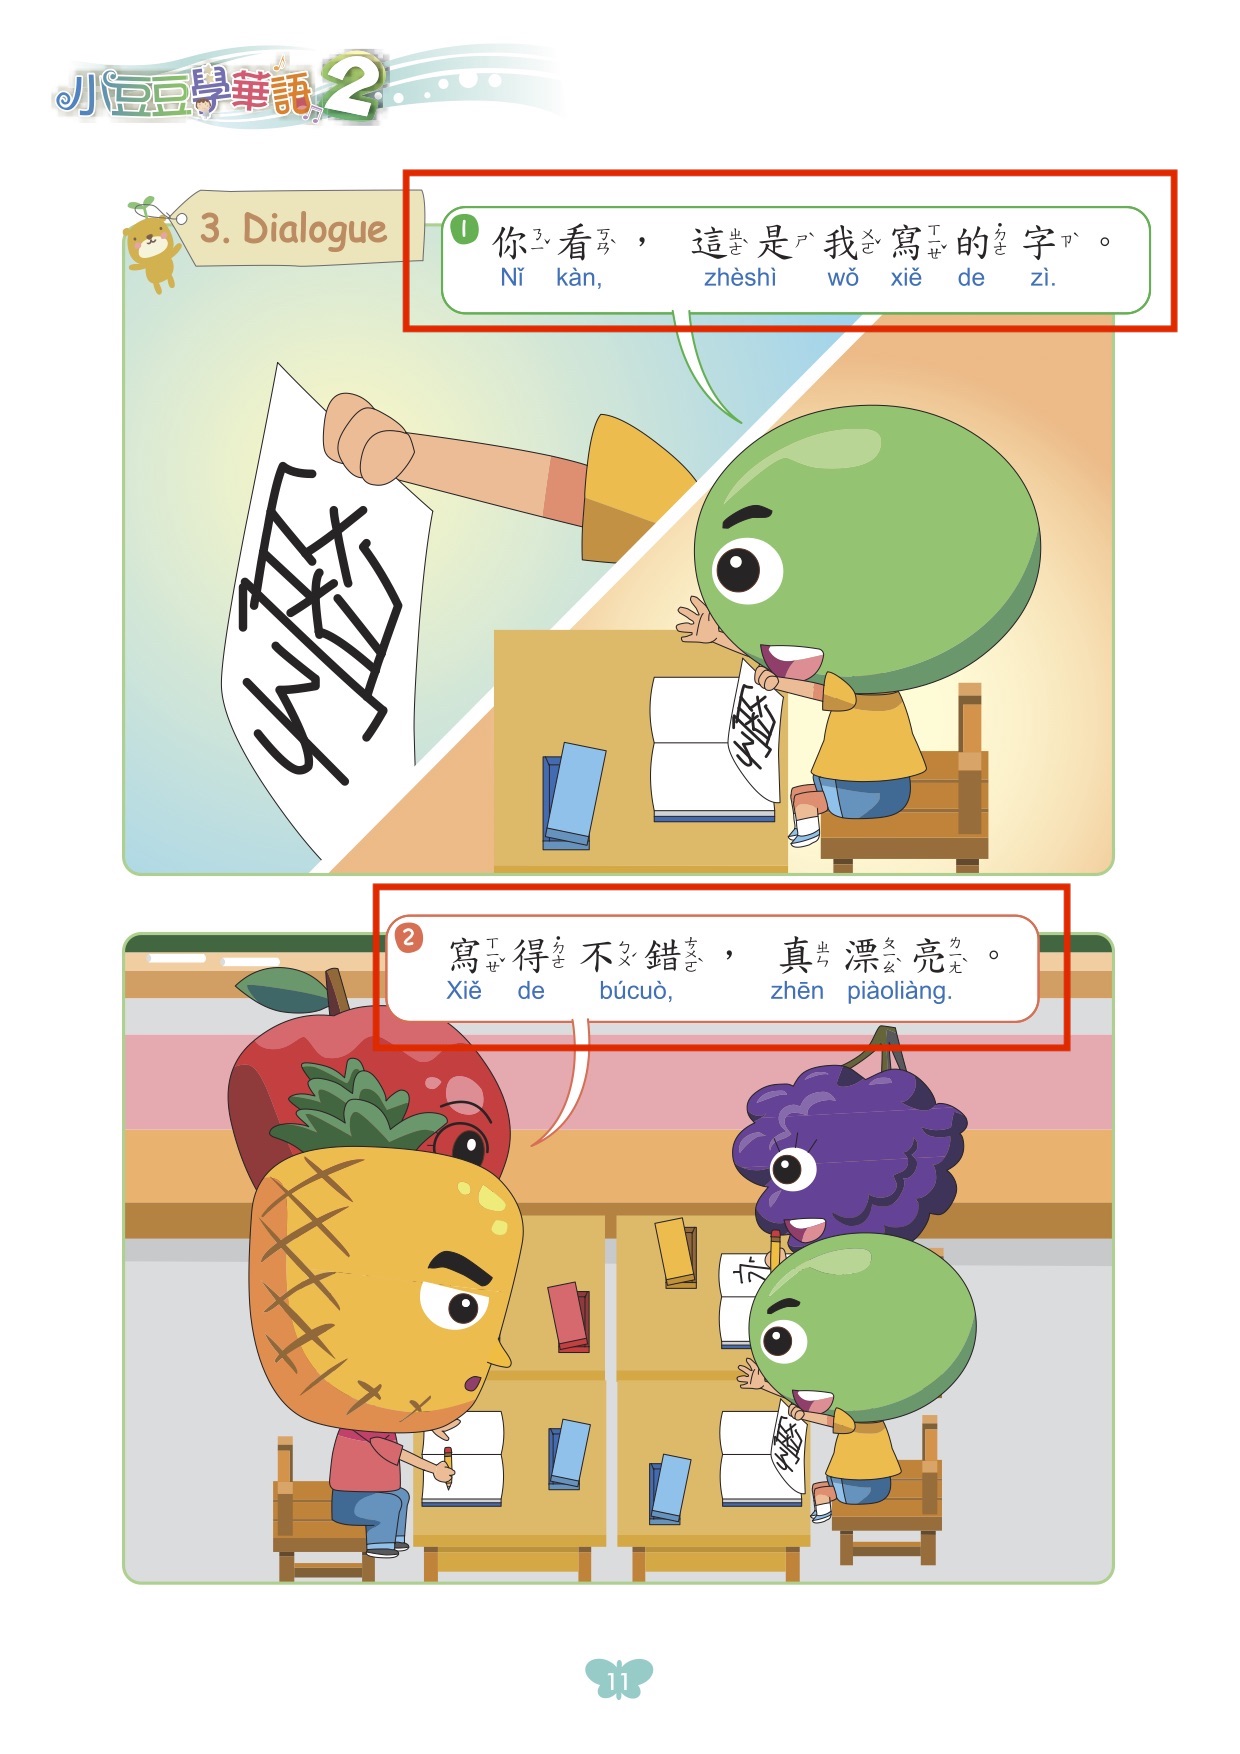 小豆豆學華語2
3. Dialogue
1 你ㄋㄧˇ看ㄎㄢˋ， 這ㄓㄜˋ是ㄕˋ我ㄨㄛˇ寫ㄒㄧㄝˇ的˙ㄉㄜ字ㄗˋ。
Nǐ kàn, zhèshì wǒ xiě de zì.
2 寫ㄒㄧㄝˇ得˙ㄉㄜ不ㄅㄨˊ錯ㄘㄨㄛˋ， 真ㄓㄣ漂ㄆㄧㄠˋ亮ㄌㄧㄤˋ。
Xiě de búcuò, zhēn piàoliàng.
11